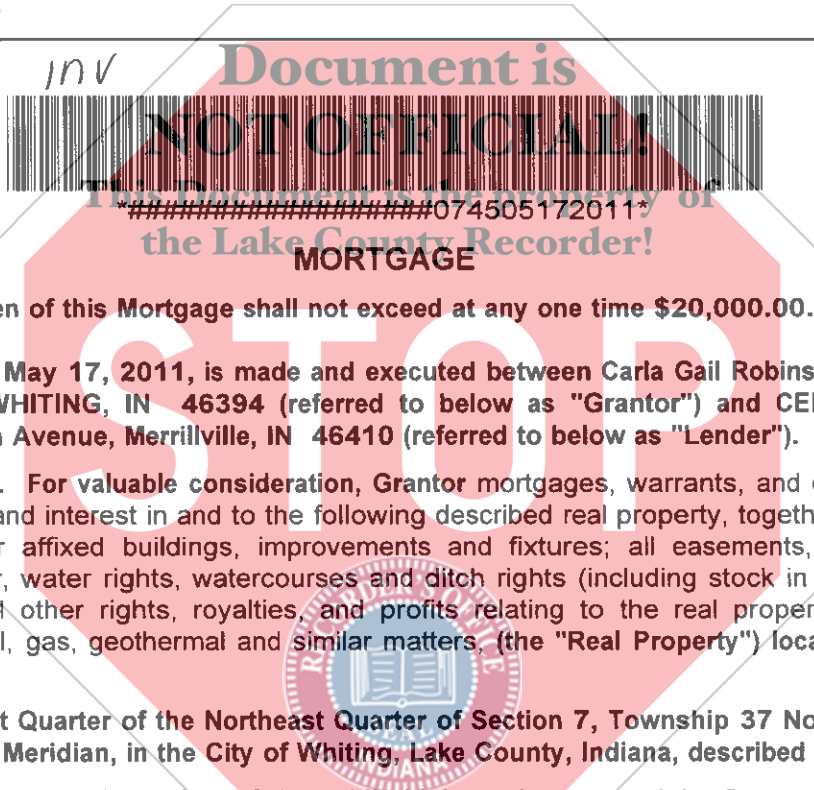 inv
Document is
NOT OFFICIAL!
This Document is the property of
*##################074505172011*
the Lake County Recorder!
MORTGAGE
en of this Mortgage shall not exceed at any one time $20,000.00.
May 17, 2011, is made and executed between Carla Gail Robins
WHITING, IN 46394 (referred to below as "Grantor") and CE
Avenue, Merrillville, IN 46410 (referred to below as "Lender").
. For valuable consideration, Grantor mortgages, warrants, and
and interest in and to the following described real property, togeth
r affixed buildings, improvements and fixtures; all easements,
, water rights, watercourses and ditch rights (including stock in
other rights, royalties, and profits relating to the real proper
l, gas, geothermal and similar matters, (the "Real Property") loca
STOP
RECORDER'S OFFICE
SEAL
INDIANA
t Quarter of the Northeast Quarter of Section 7, Township 37 No
Meridian, in the City of Whiting, Lake County, Indiana, described